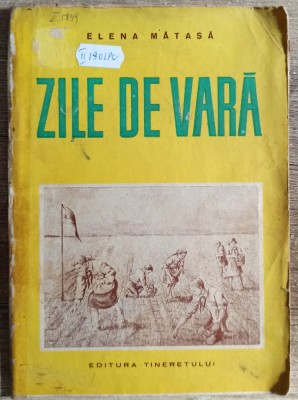 ELENA MĂTASĂ
ZILE DE VARĂ
EDITURA TINERETULUI